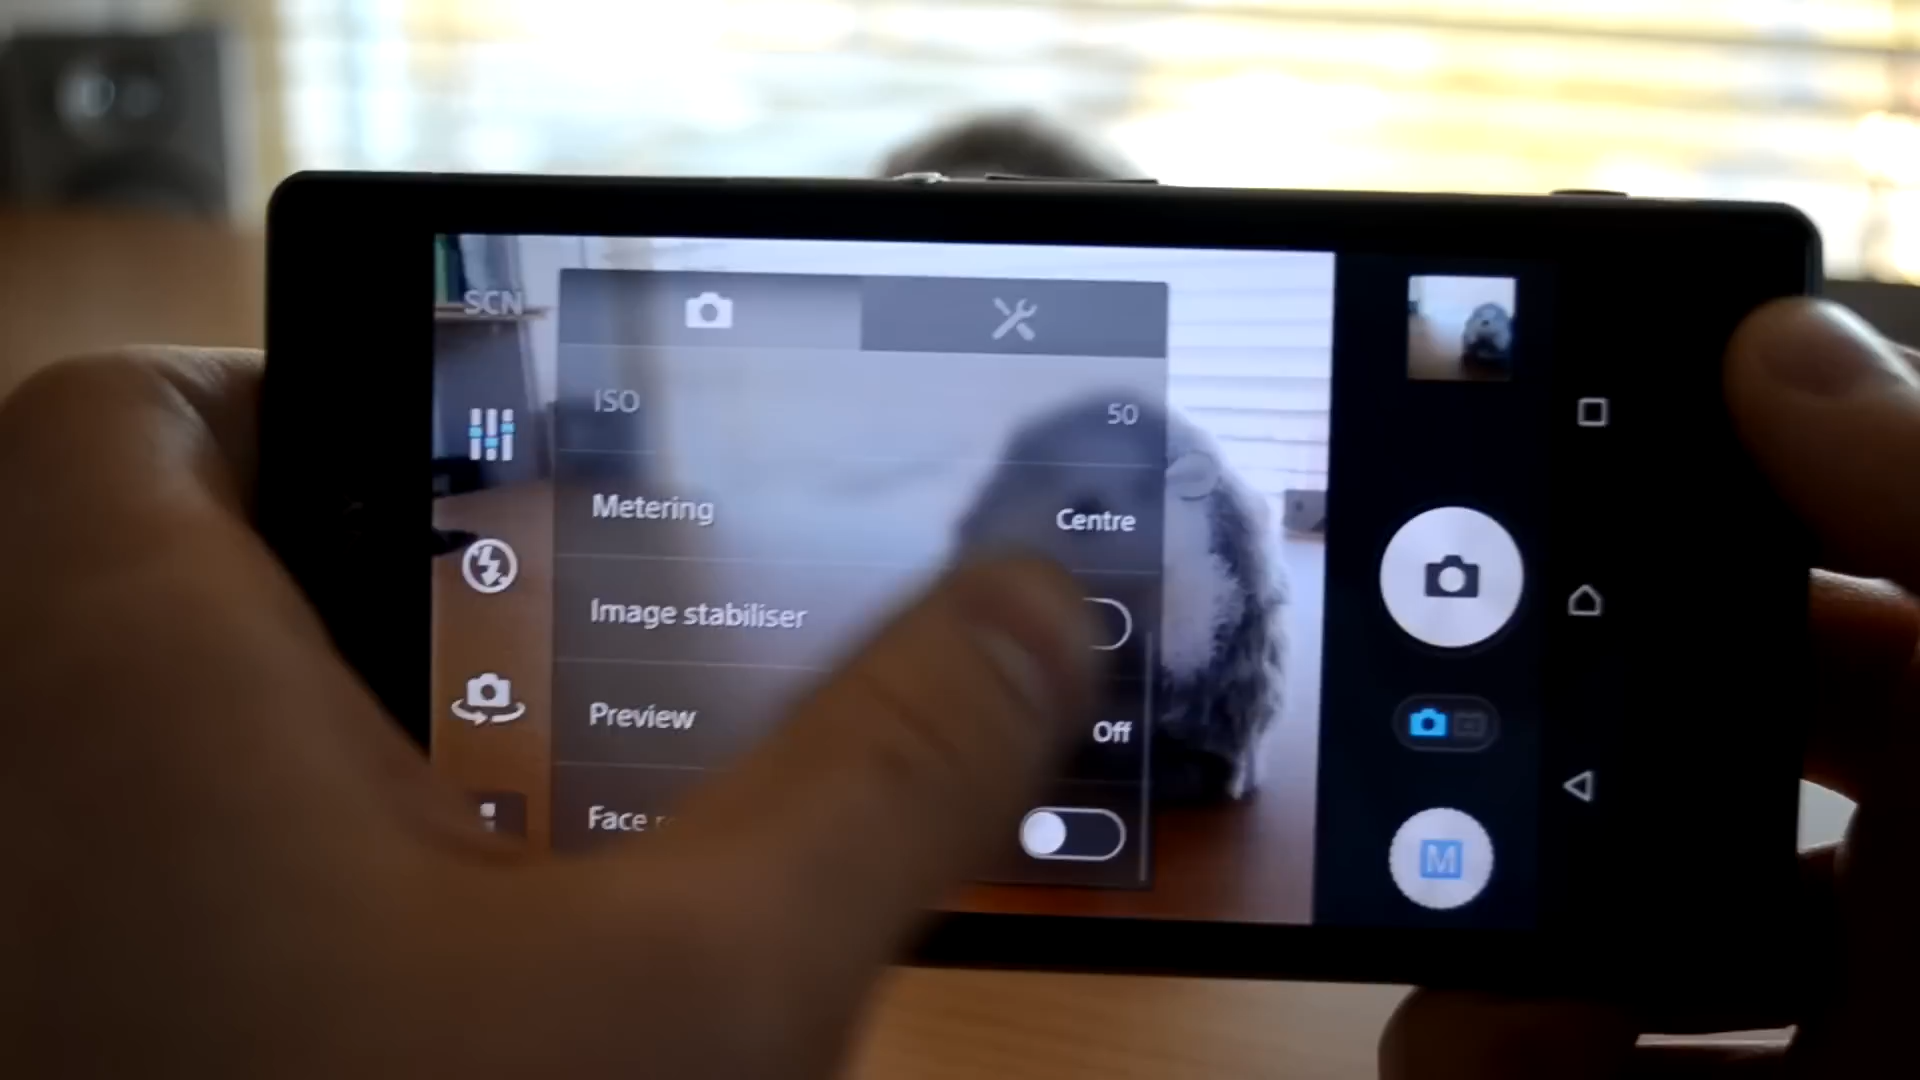 SCN
ISO 50
Metering Centre
Image stabiliser
Preview Off
Face
M